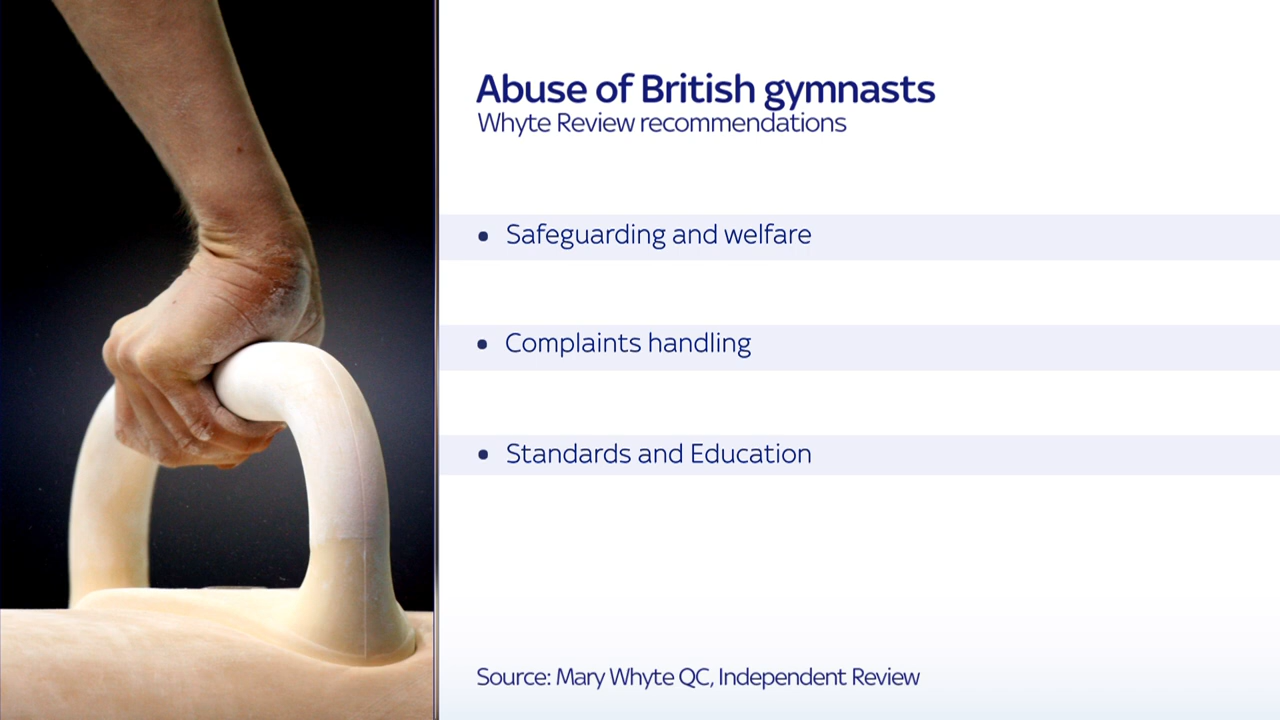 Abuse of British gymnasts
Whyte Review recommendations
• Safeguarding and welfare
• Complaints handling
• Standards and Education
Source: Mary Whyte QC, Independent Review